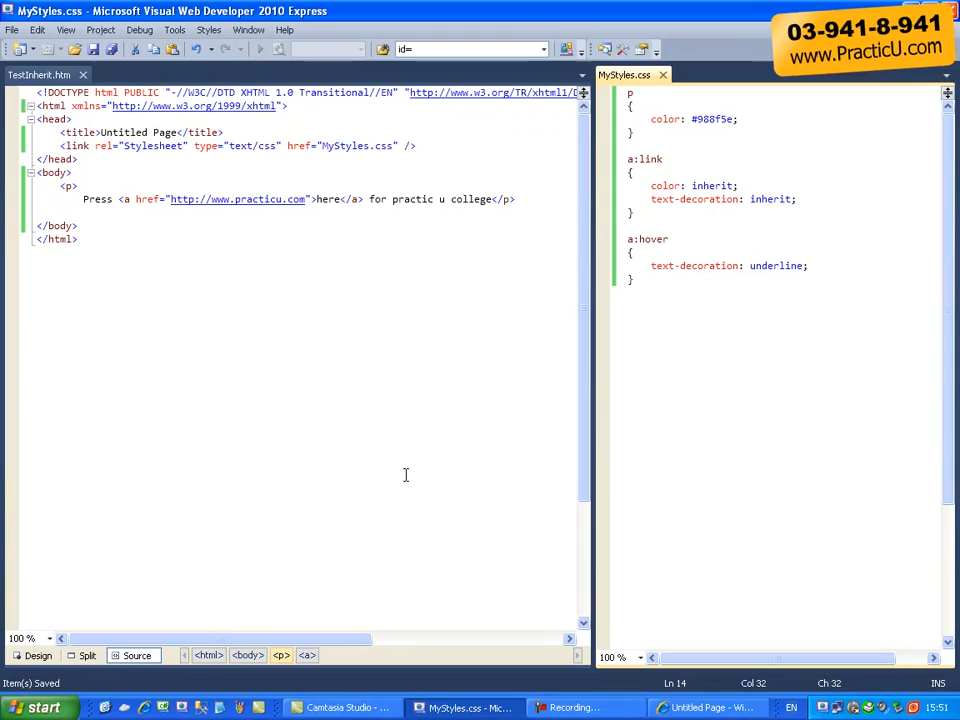 MyStyles.css - Microsoft Visual Web Developer 2010 Express
03-941-8-941
www.PracticU.com
File Edit View Project Debug Tools Styles Window Help
id=
TestInherit.htm
<!DOCTYPE html PUBLIC "-//W3C//DTD XHTML 1.0 Transitional//EN" "http://www.w3.org/TR/xhtml1/D
<html xmlns="http://www.w3.org/1999/xhtml">
<head>
<title>Untitled Page</title>
<link rel="Stylesheet" type="text/css" href="MyStyles.css" />
</head>
<body>
<p>
Press <a href="http://www.practicu.com">here</a> for practic u college</p>
</body>
</html>
100 %
Design Split Source <html> <body> <p> <a>
MyStyles.css
p
{
color: #988f5e;
}
a:link
{
color: inherit;
text-decoration: inherit;
}
a:hover
{
text-decoration: underline;
}
100 %
Item(s) Saved Ln 14 Col 32 Ch 32 INS
start Camtasia Studio - ... MyStyles.css - Mic... Recording... Untitled Page - Wi... EN 15:51